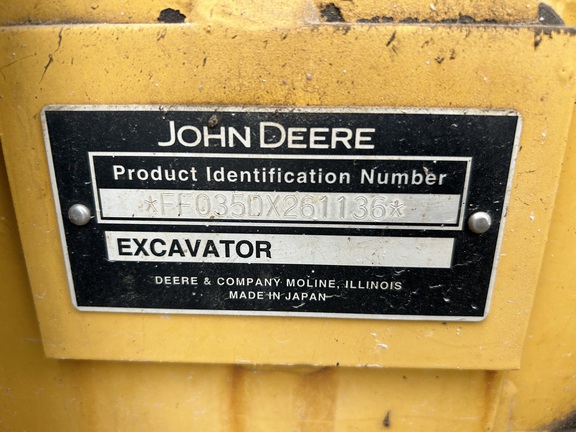 JOHN DEERE
Product Identification Number
*FF035DX261136*
EXCAVATOR
DEERE & COMPANY MOLINE, ILLINOIS
MADE IN JAPAN